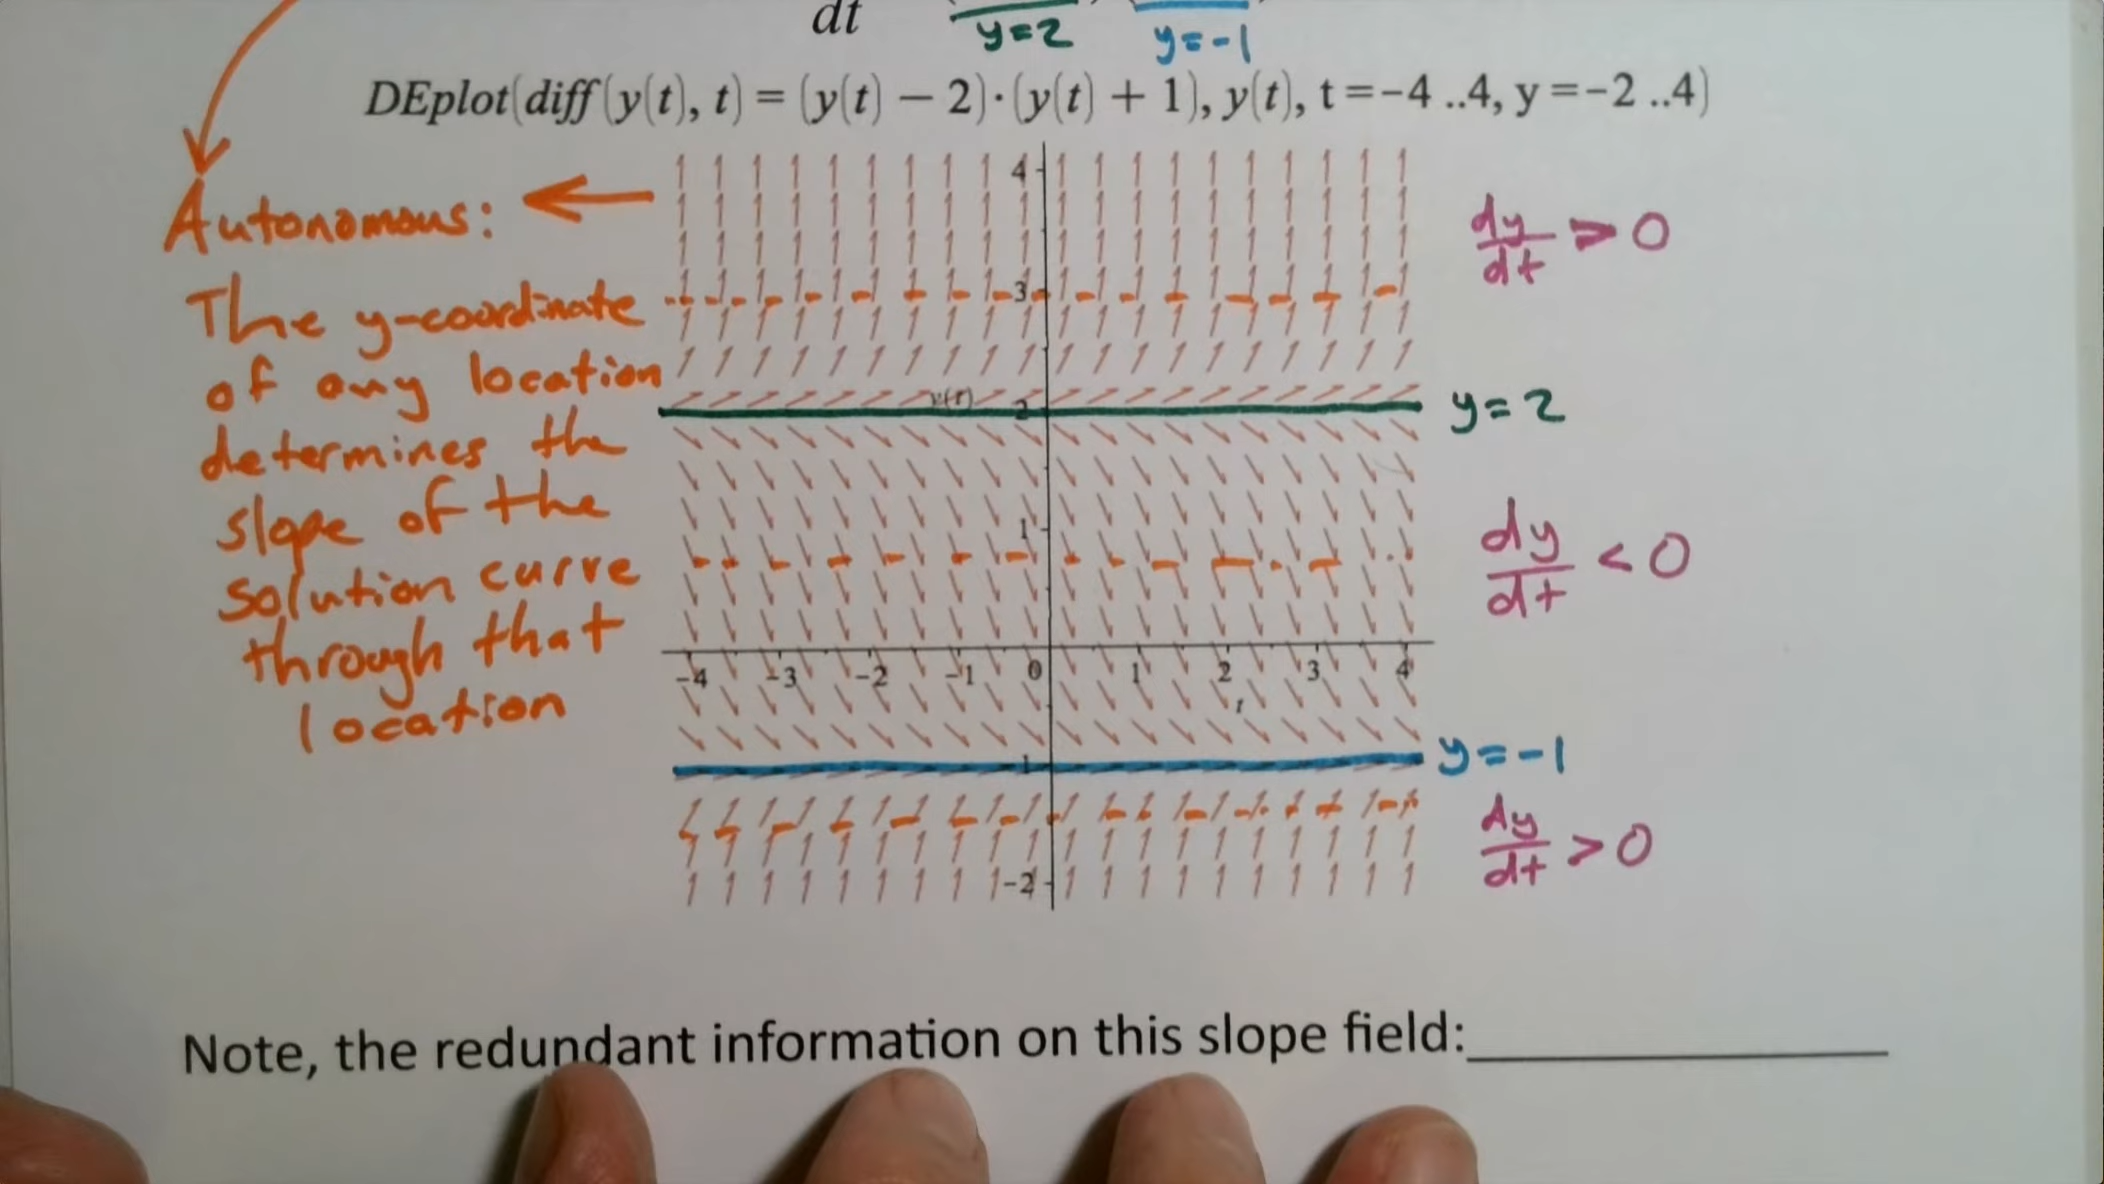 dt
y=2
y=-1
DEplot(diff(y(t), t) = (y(t) − 2)·(y(t) + 1), y(t), t = −4 ..4, y = −2 ..4)
Autonomous:
The y-coordinate
of any location
determines the
slope of the
solution curve
through that
location
4
3
y(t)
2
1
-4 -3 -2 -1 0 1 2 3 4
t
1
-2
dy/dt > 0
y=2
dy/dt < 0
y=-1
dy/dt > 0
Note, the redundant information on this slope field: